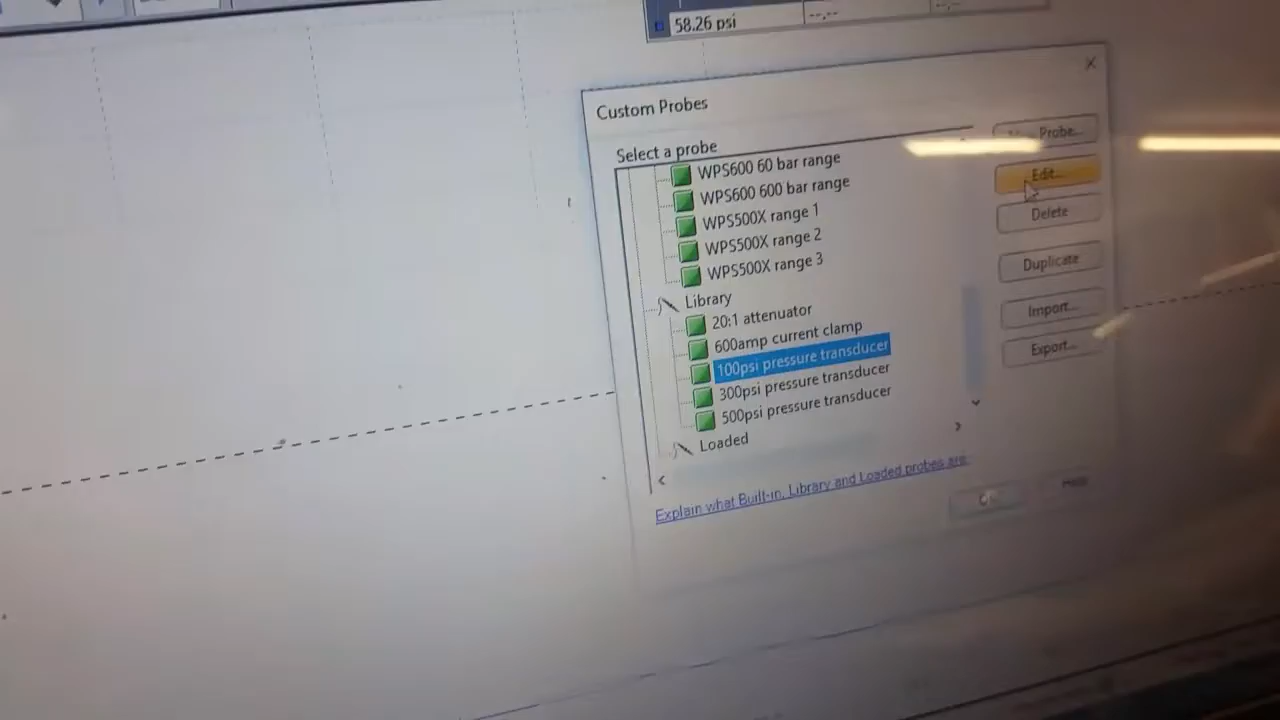 58.26 psi
--.--
--.--
Custom Probes
Select a probe
WPS600 60 bar range
WPS600 600 bar range
WPS500X range 1
WPS500X range 2
WPS500X range 3
Library
20:1 attenuator
600amp current clamp
100psi pressure transducer
300psi pressure transducer
500psi pressure transducer
Loaded
Explain what Built-in, Library and Loaded probes are
Probe...
Edit...
Delete
Duplicate
Import...
Export...
OK
Help